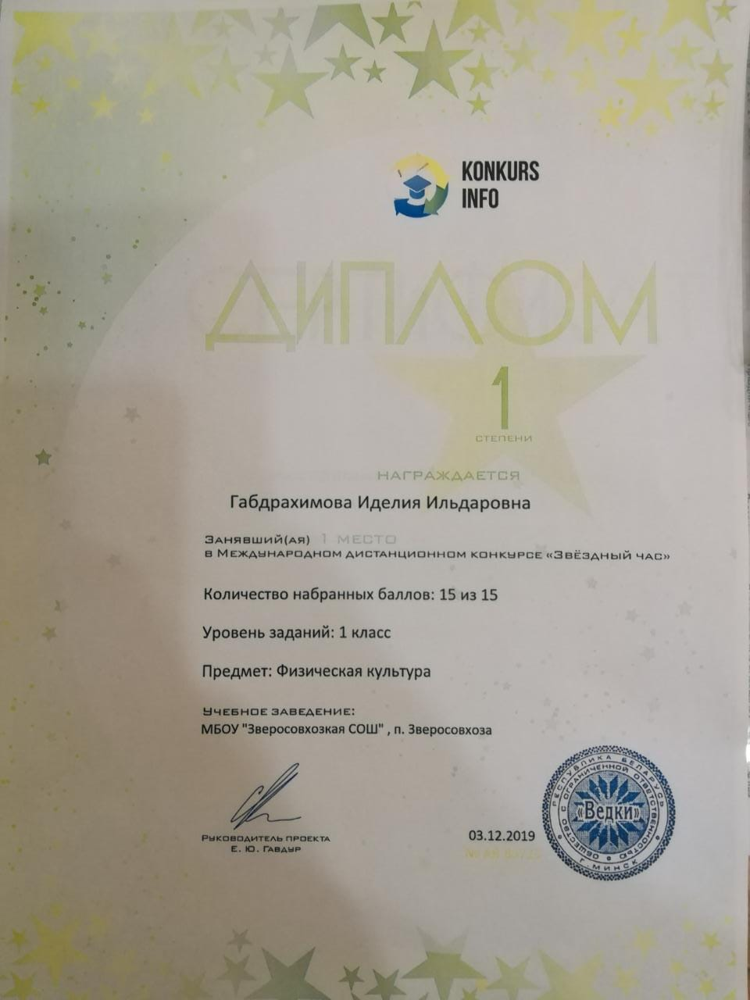 KONKURS
INFO
ДИПЛОМ
1
СТЕПЕНИ
НАГРАЖДАЕТСЯ
Габдрахимова Иделия Ильдаровна
Занявший(ая) 1 место
в Международном дистанционном конкурсе «Звёздный час»
Количество набранных баллов: 15 из 15
Уровень заданий: 1 класс
Предмет: Физическая культура
Учебное заведение:
МБОУ "Зверосовхозкая СОШ" , п. Зверосовхоза
Руководитель проекта
Е. Ю. Гавдур
03.12.2019
РЕСПУБЛИКА БЕЛАРУСЬ
ОБЩЕСТВО С ОГРАНИЧЕННОЙ ОТВЕТСТВЕННОСТЬЮ
«Ведки»
Г. МИНСК